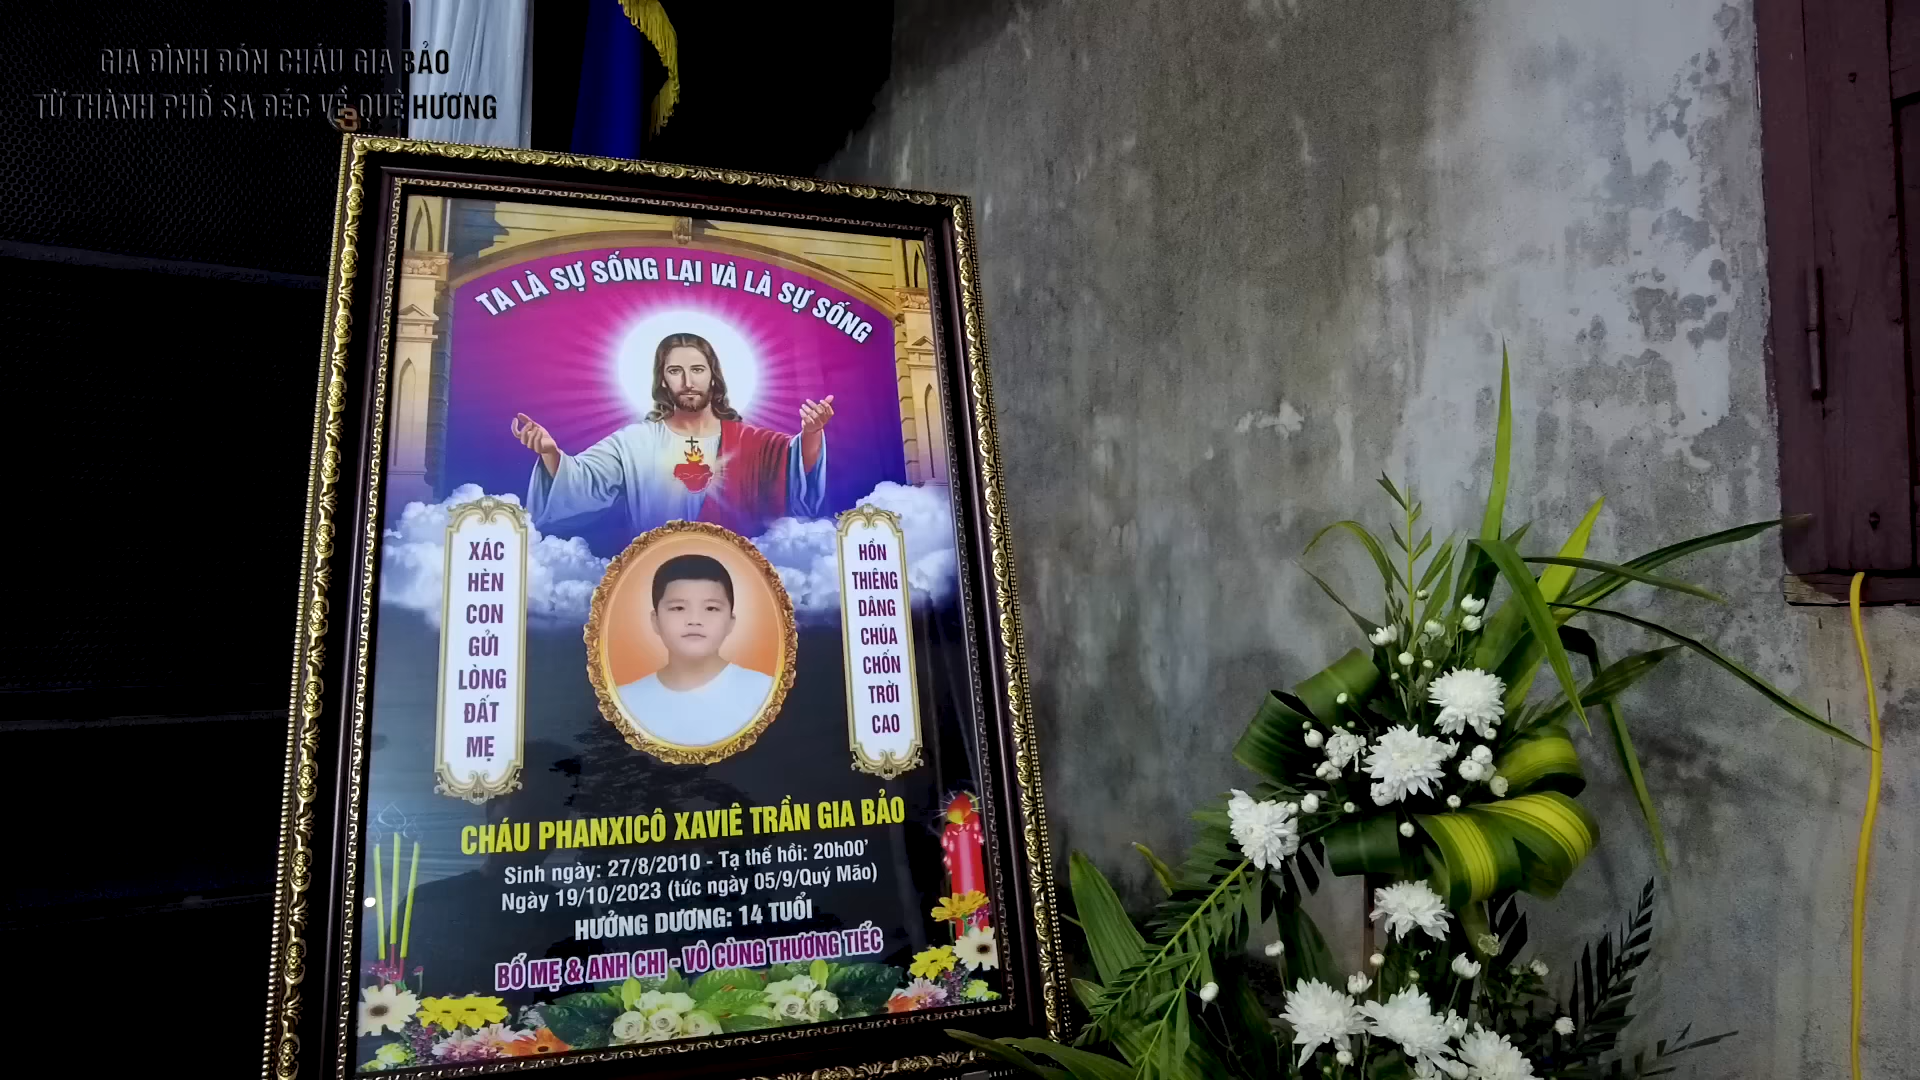 GIA ĐÌNH ĐÓN CHÁU GIA BẢO
TỪ THÀNH PHỐ SA ĐÉC VỀ QUÊ HƯƠNG
TA LÀ SỰ SỐNG LẠI VÀ LÀ SỰ SỐNG
XÁC
HÈN
CON
GỬI
LÒNG
ĐẤT
MẸ
HỒN
THIÊNG
DÂNG
CHÚA
CHỐN
TRỜI
CAO
CHÁU PHANXICÔ XAVIÊ TRẦN GIA BẢO
Sinh ngày: 27/8/2010 - Tạ thế hồi: 20h00'
Ngày 19/10/2023 (tức ngày 05/9/Quý Mão)
HƯỞNG DƯƠNG: 14 TUỔI
BỐ MẸ & ANH CHỊ - VÔ CÙNG THƯƠNG TIẾC